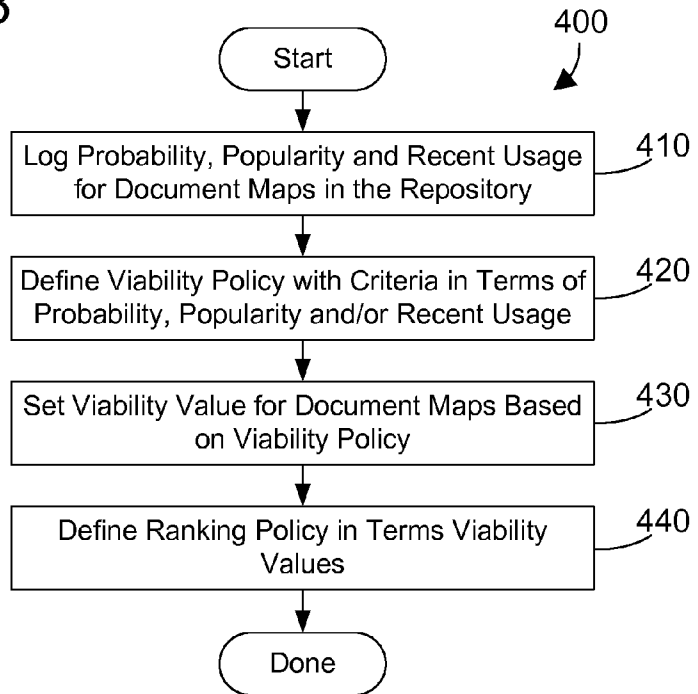 400
Start
Log Probability, Popularity and Recent Usage
for Document Maps in the Repository
410
Define Viability Policy with Criteria in Terms of
Probability, Popularity and/or Recent Usage
420
Set Viability Value for Document Maps Based
on Viability Policy
430
Define Ranking Policy in Terms Viability
Values
440
Done